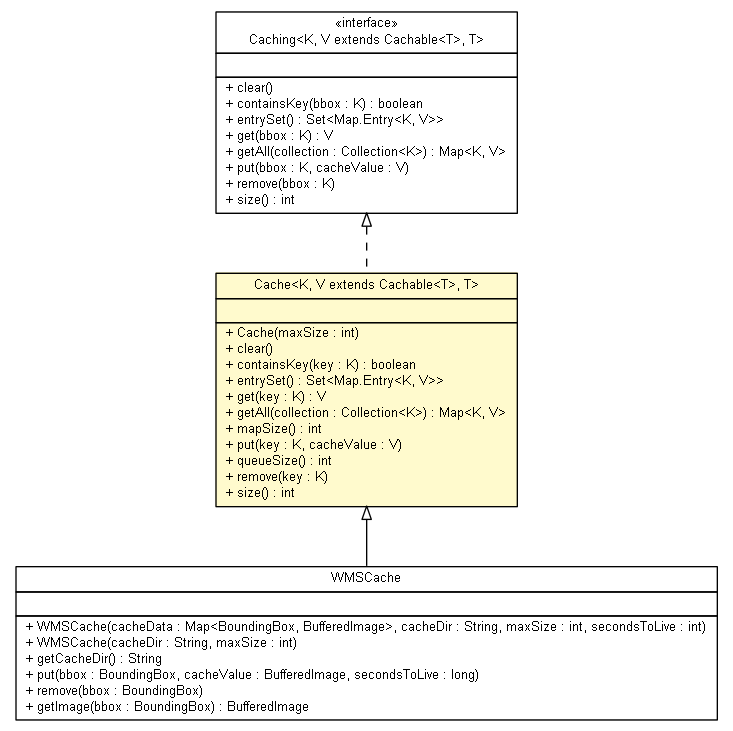 «interface»
Caching<K, V extends Cachable<T>, T>
+ clear()
+ containsKey(bbox : K) : boolean
+ entrySet() : Set<Map.Entry<K, V>>
+ get(bbox : K) : V
+ getAll(collection : Collection<K>) : Map<K, V>
+ put(bbox : K, cacheValue : V)
+ remove(bbox : K)
+ size() : int
Cache<K, V extends Cachable<T>, T>
+ Cache(maxSize : int)
+ clear()
+ containsKey(key : K) : boolean
+ entrySet() : Set<Map.Entry<K, V>>
+ get(key : K) : V
+ getAll(collection : Collection<K>) : Map<K, V>
+ mapSize() : int
+ put(key : K, cacheValue : V)
+ queueSize() : int
+ remove(key : K)
+ size() : int
WMSCache
+ WMSCache(cacheData : Map<BoundingBox, BufferedImage>, cacheDir : String, maxSize : int, secondsToLive : int)
+ WMSCache(cacheDir : String, maxSize : int)
+ getCacheDir() : String
+ put(bbox : BoundingBox, cacheValue : BufferedImage, secondsToLive : long)
+ remove(bbox : BoundingBox)
+ getImage(bbox : BoundingBox) : BufferedImage